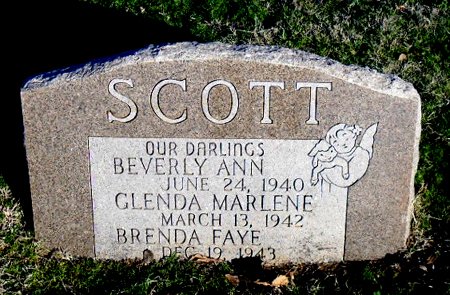 SCOTT
OUR DARLINGS
BEVERLY ANN
JUNE 24, 1940
GLENDA MARLENE
MARCH 13, 1942
BRENDA FAYE
DEC 19, 1943